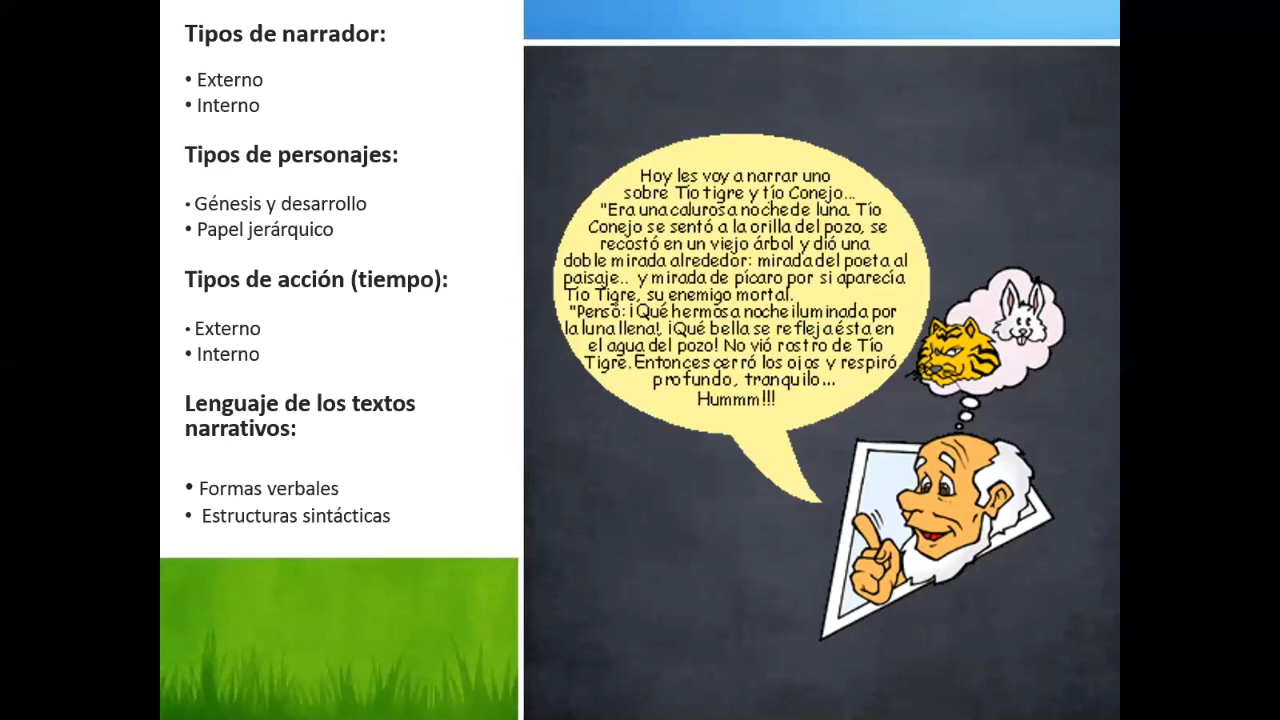 Tipos de narrador:
• Externo
• Interno
Tipos de personajes:
• Génesis y desarrollo
• Papel jerárquico
Tipos de acción (tiempo):
• Externo
• Interno
Lenguaje de los textos
narrativos:
• Formas verbales
• Estructuras sintácticas
Hoy les voy a narrar uno
sobre Tío tigre y tío Conejo...
"Era una calurosa noche de luna. Tío
Conejo se sentó a la orilla del pozo, se
recostó en un viejo árbol y dió una
doble mirada alrededor: mirada del poeta al
paisaje.. y mirada de pícaro por si aparecía
Tío Tigre, su enemigo mortal.
"Pensó: ¡Qué hermosa noche iluminada por
la luna llena!, ¡Qué bella se refleja ésta en
el agua del pozo! No vió rostro de Tío
Tigre. Entonces cerró los ojos y respiró
profundo, tranquilo...
Hummm!!!